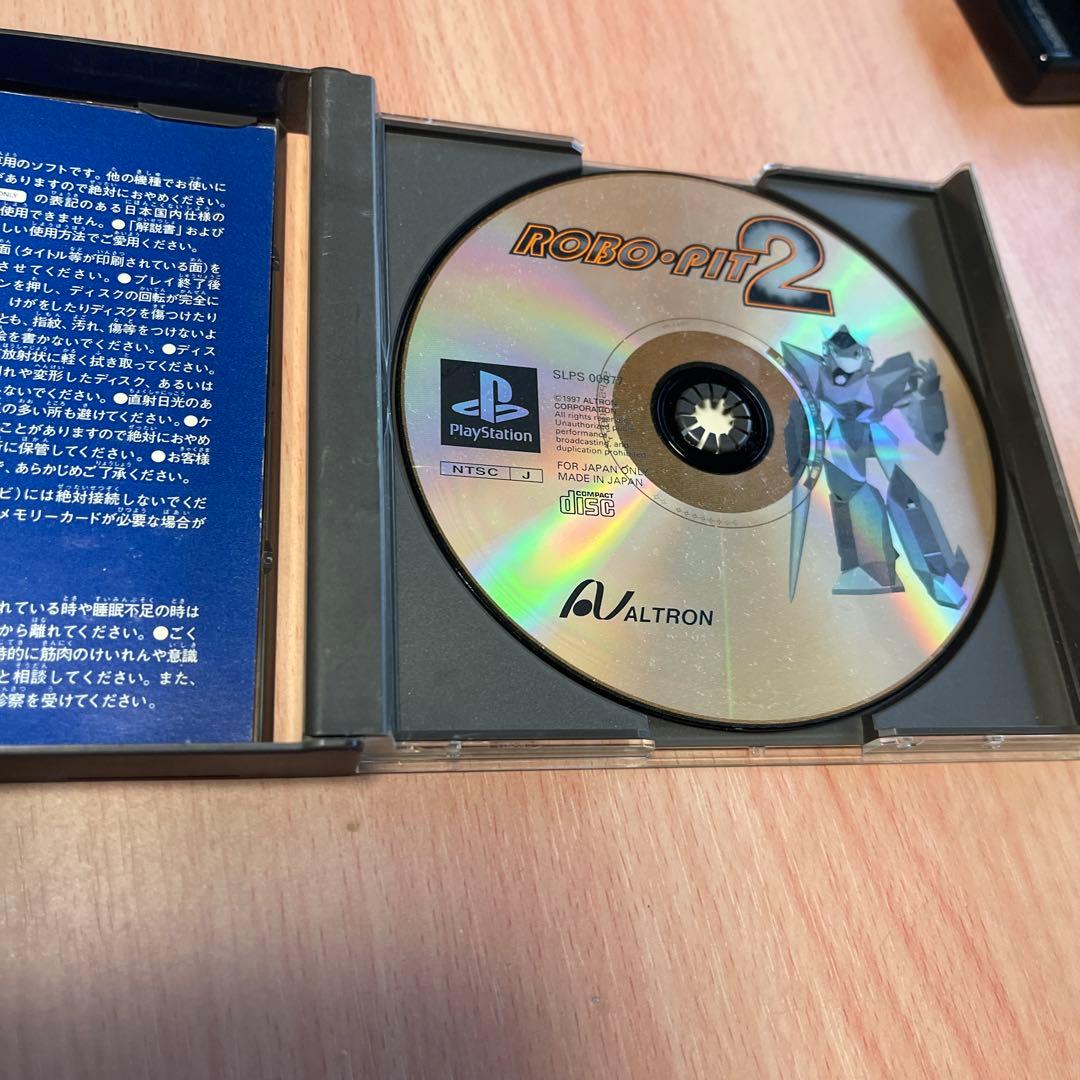 専用のソフトです。他の機種でお使いに
がありますので絶対におやめください。
ONLY の表記のある日本国内仕様の
使用できません。●「解説書」および
しい使用方法でご愛用ください。
面(タイトル等が印刷されている面)を
させてください。●プレイ終了後
ンを押し、ディスクの回転が完全に
けがをしたりディスクを傷つけたり
とも、指紋、汚れ、傷等をつけないよ
絵を書かないでください。●ディス
放射状に軽く拭き取ってください。
割れや変形したディスク、あるいは
ないでください。●直射日光のあ
の多い所も避けてください。●ケ
ことがありますので絶対におやめ
所に保管してください。●お客様
で、あらかじめご了承ください。
ビ)には絶対接続しないでくだ
メモリーカードが必要な場合が
れている時や睡眠不足の時は
から離れてください。●ごく
時的に筋肉のけいれんや意識
と相談してください。また、
診察を受けてください。
ROBO・PIT2
PlayStation
NTSC J
SLPS 00877
©1997 ALTRON
CORPORATION
All rights reserved.
Unauthorized
performance,
broadcasting, and
duplication prohibited
FOR JAPAN ONLY
MADE IN JAPAN
COMPACT
disc
ALTRON